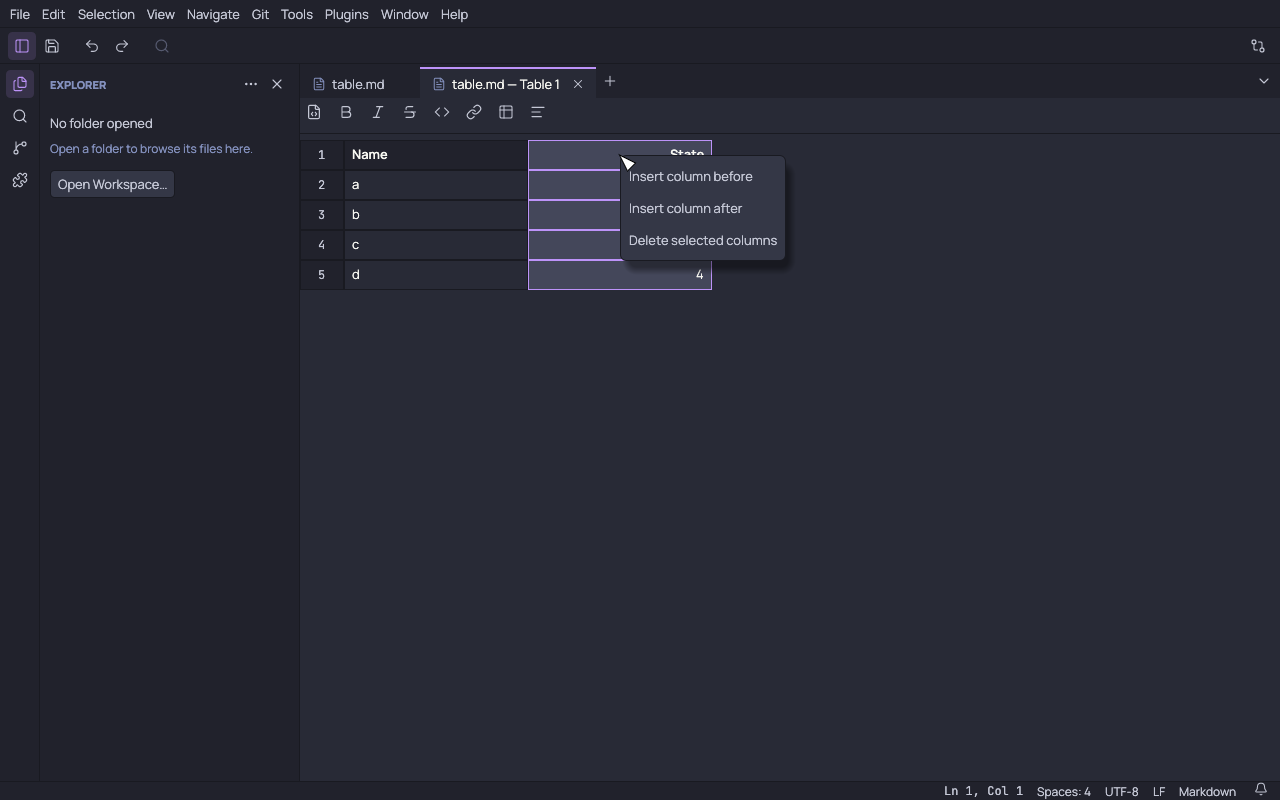 File Edit Selection View Navigate Git Tools Plugins Window Help
EXPLORER
table.md
table.md — Table 1
No folder opened
Open a folder to browse its files here.
Open Workspace...
1 Name State
2 a
3 b
4 c
5 d 4
Insert column before
Insert column after
Delete selected columns
Ln 1, Col 1 Spaces: 4 UTF-8 LF Markdown